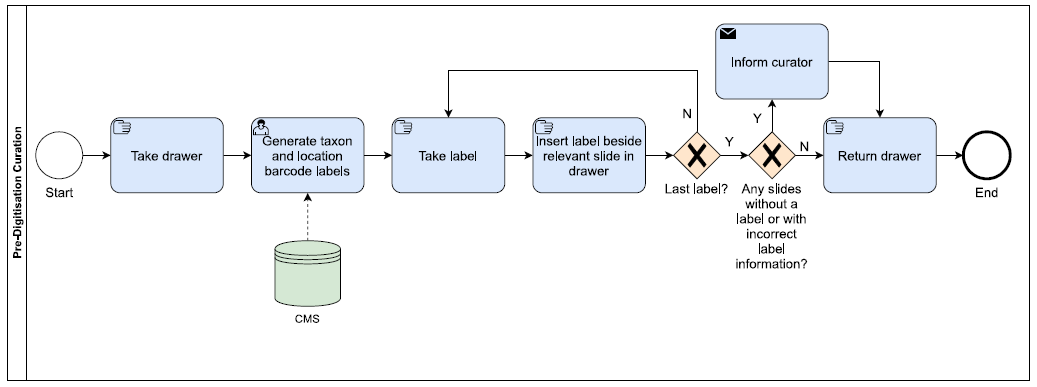 Pre-Digitisation Curation
Start
Take drawer
Generate taxon
and location
barcode labels
CMS
Take label
Insert label beside
relevant slide in
drawer
N
Last label?
Y
Any slides
without a
label or with
incorrect
label
information?
Y
Inform curator
N
Return drawer
End